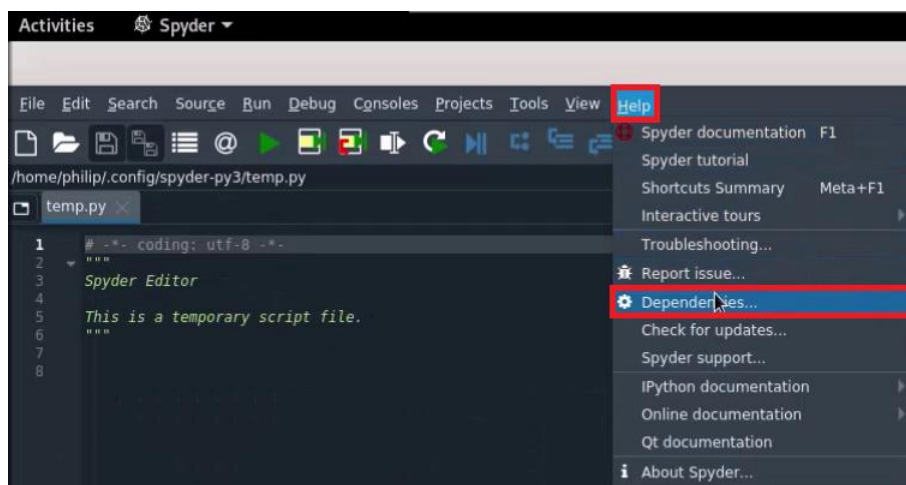 Activities Spyder
File Edit Search Source Run Debug Consoles Projects Tools View Help
/home/philip/.config/spyder-py3/temp.py
temp.py
1 # -*- coding: utf-8 -*-
2 """
3 Spyder Editor
4
5 This is a temporary script file.
6 """
7
8
Spyder documentation F1
Spyder tutorial
Shortcuts Summary Meta+F1
Interactive tours
Troubleshooting...
Report issue...
Dependencies...
Check for updates...
Spyder support...
IPython documentation
Online documentation
Qt documentation
About Spyder...